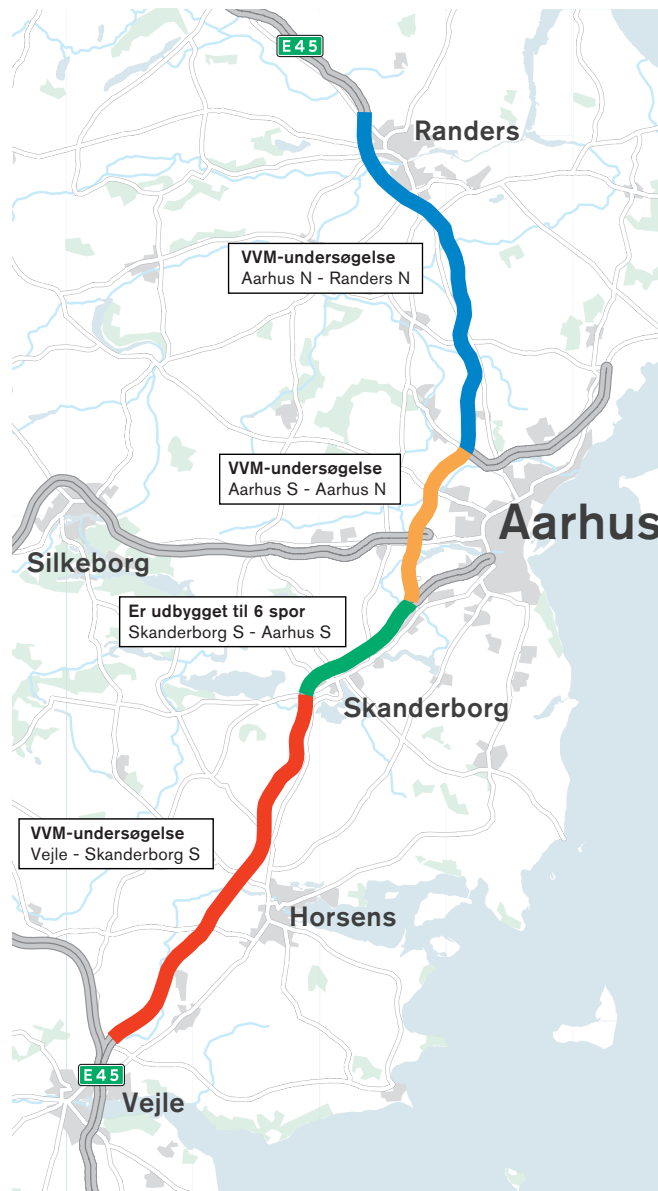 E45
Randers
VVM-undersøgelse
Aarhus N - Randers N
VVM-undersøgelse
Aarhus S - Aarhus N
Aarhus
Silkeborg
Er udbygget til 6 spor
Skanderborg S - Aarhus S
Skanderborg
VVM-undersøgelse
Vejle - Skanderborg S
Horsens
E45
Vejle